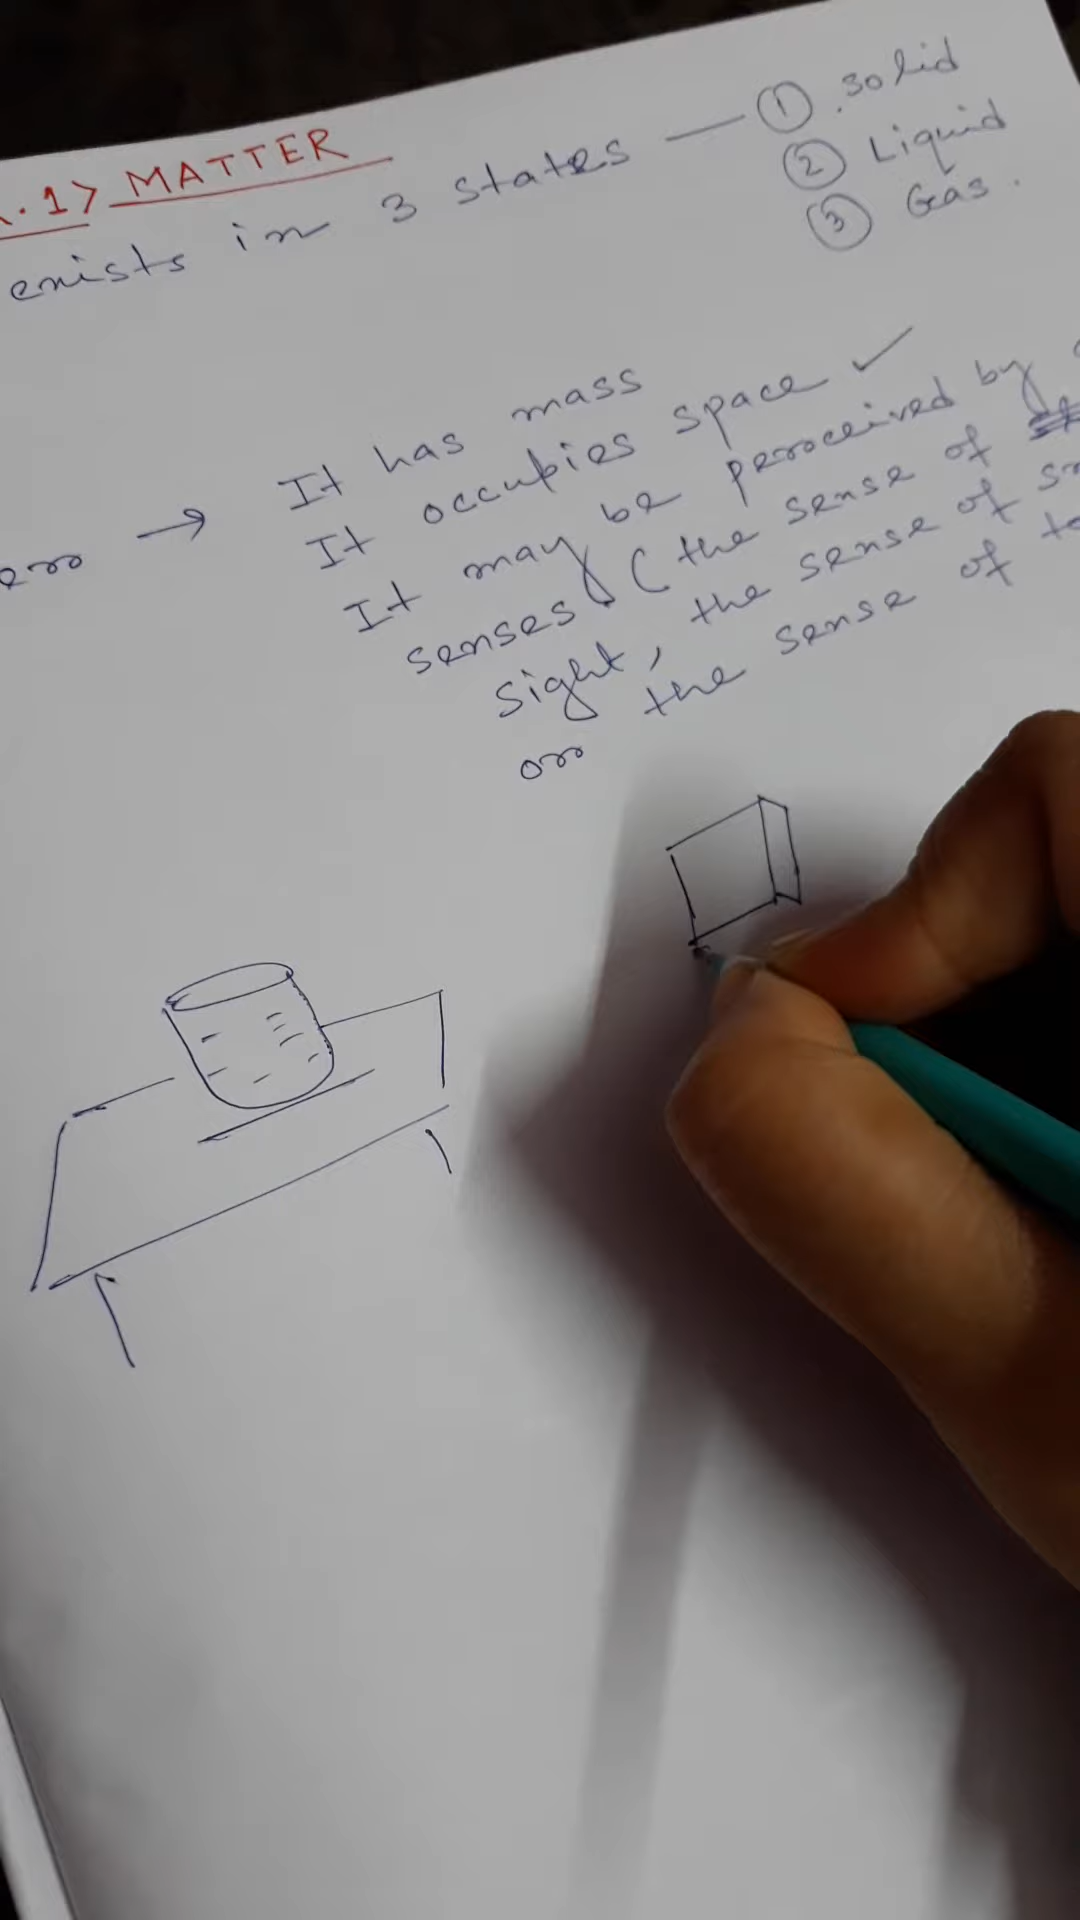 1> MATTER
exists in 3 states — ① Solid
② Liquid
③ Gas.
→ It has mass
It occupies space ✓
It may be perceived by
senses (the sense of
sight, the sense of
or the sense of